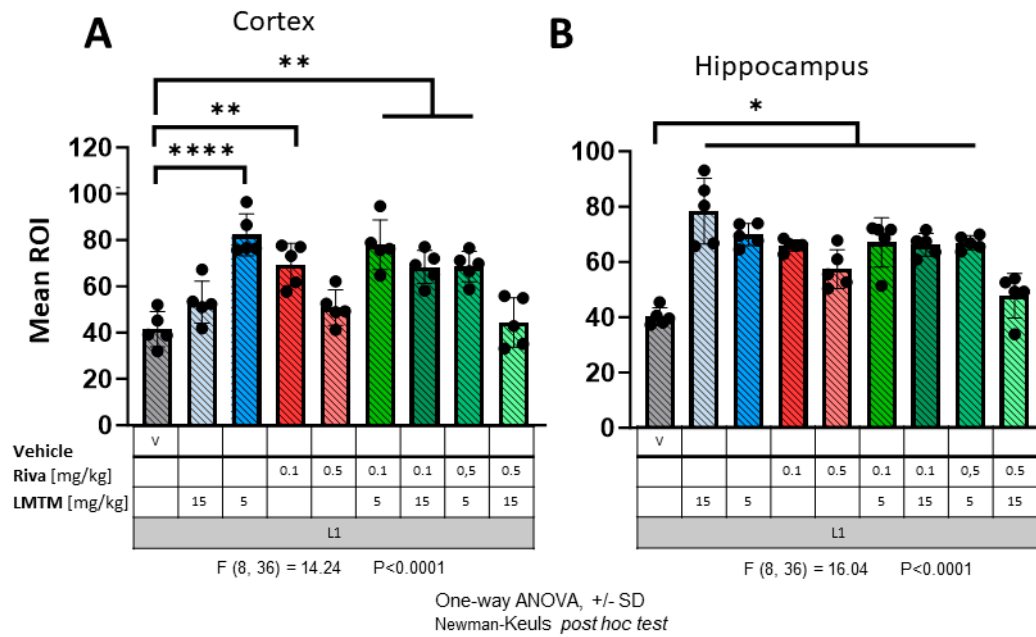 A
Cortex
**
**
****
Mean ROI
120
100
80
60
40
20
0
Vehicle V
Riva [mg/kg] 0.1 0.5 0.1 0.1 0,5 0.5
LMTM [mg/kg] 15 5 5 15 5 15
L1
F (8, 36) = 14.24 P<0.0001
B
Hippocampus
*
100
80
60
40
20
0
V
0.1 0.5 0.1 0.1 0,5 0.5
15 5 5 15 5 15
L1
F (8, 36) = 16.04 P<0.0001
One-way ANOVA, +/- SD
Newman-Keuls post hoc test